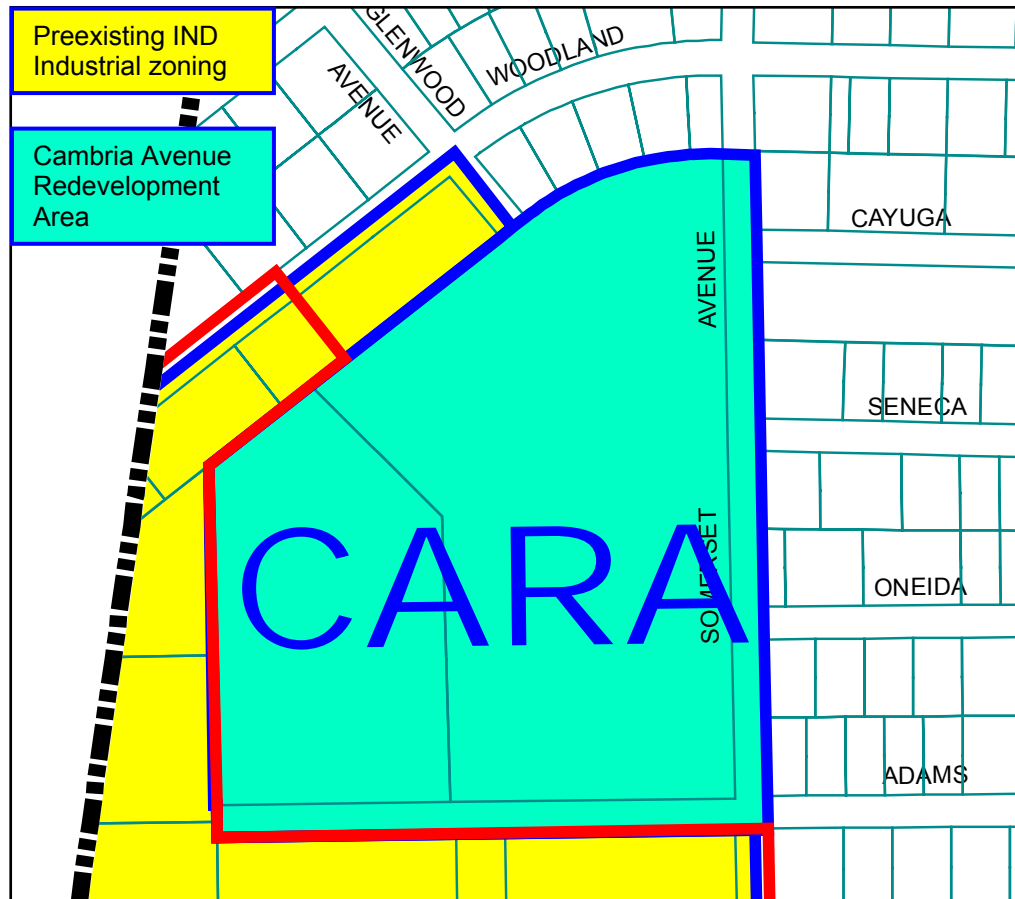 Preexisting IND
Industrial zoning
Cambria Avenue
Redevelopment
Area
GLENWOOD
AVENUE
WOODLAND
CAYUGA
AVENUE
SENECA
SOMERSET
CARA
ONEIDA
ADAMS